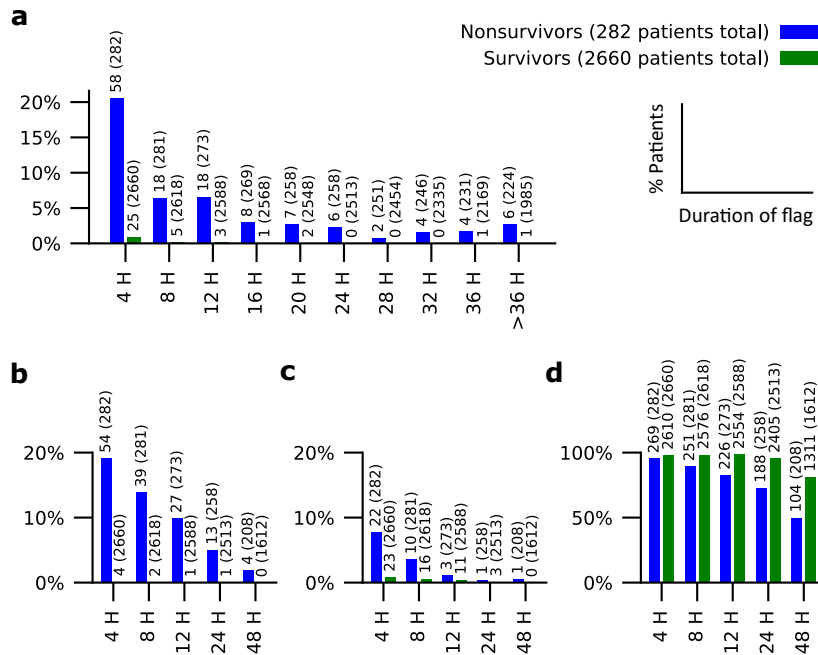 a
Nonsurvivors (282 patients total)
Survivors (2660 patients total)
20%
15%
10%
5%
0%
58 (282)
25 (2660)
18 (281)
5 (2618)
18 (273)
3 (2588)
8 (269)
1 (2568)
7 (258)
2 (2548)
6 (258)
0 (2513)
2 (251)
0 (2454)
4 (246)
0 (2335)
4 (231)
1 (2169)
6 (224)
1 (1985)
4 H
8 H
12 H
16 H
20 H
24 H
28 H
32 H
36 H
> 36 H
% Patients
Duration of flag
b
20%
10%
0%
54 (282)
4 (2660)
39 (281)
2 (2618)
27 (273)
1 (2588)
13 (258)
1 (2513)
4 (208)
0 (1612)
4 H
8 H
12 H
24 H
48 H
c
20%
10%
0%
22 (282)
23 (2660)
10 (281)
16 (2618)
3 (273)
11 (2588)
1 (258)
3 (2513)
1 (208)
0 (1612)
4 H
8 H
12 H
24 H
48 H
d
100%
50%
0%
269 (282)
2610 (2660)
251 (281)
2576 (2618)
226 (273)
2554 (2588)
188 (258)
2405 (2513)
104 (208)
1311 (1612)
4 H
8 H
12 H
24 H
48 H